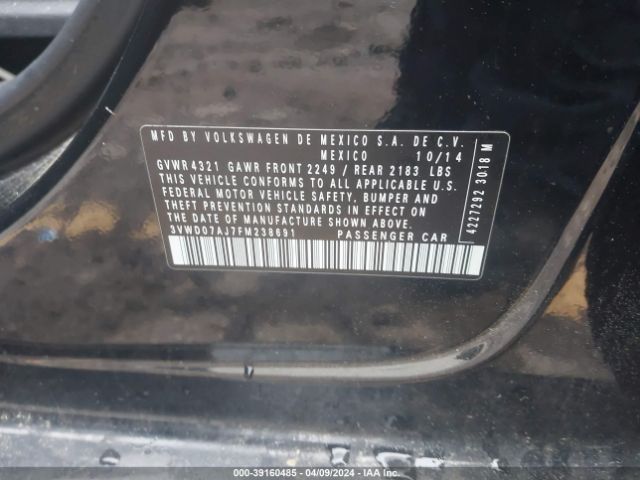 MFD BY VOLKSWAGEN DE MEXICO S.A. DE C.V.
MEXICO 10/14
GVWR 4321 GAWR FRONT 2249 / REAR 2183 LBS
THIS VEHICLE CONFORMS TO ALL APPLICABLE U.S.
FEDERAL MOTOR VEHICLE SAFETY, BUMPER AND
THEFT PREVENTION STANDARDS IN EFFECT ON
THE DATE OF MANUFACTURE SHOWN ABOVE.
3VWD07AJ7FM238691 PASSENGER CAR
4227292 3018 M
000-39160485 - 04/09/2024 - IAA Inc.